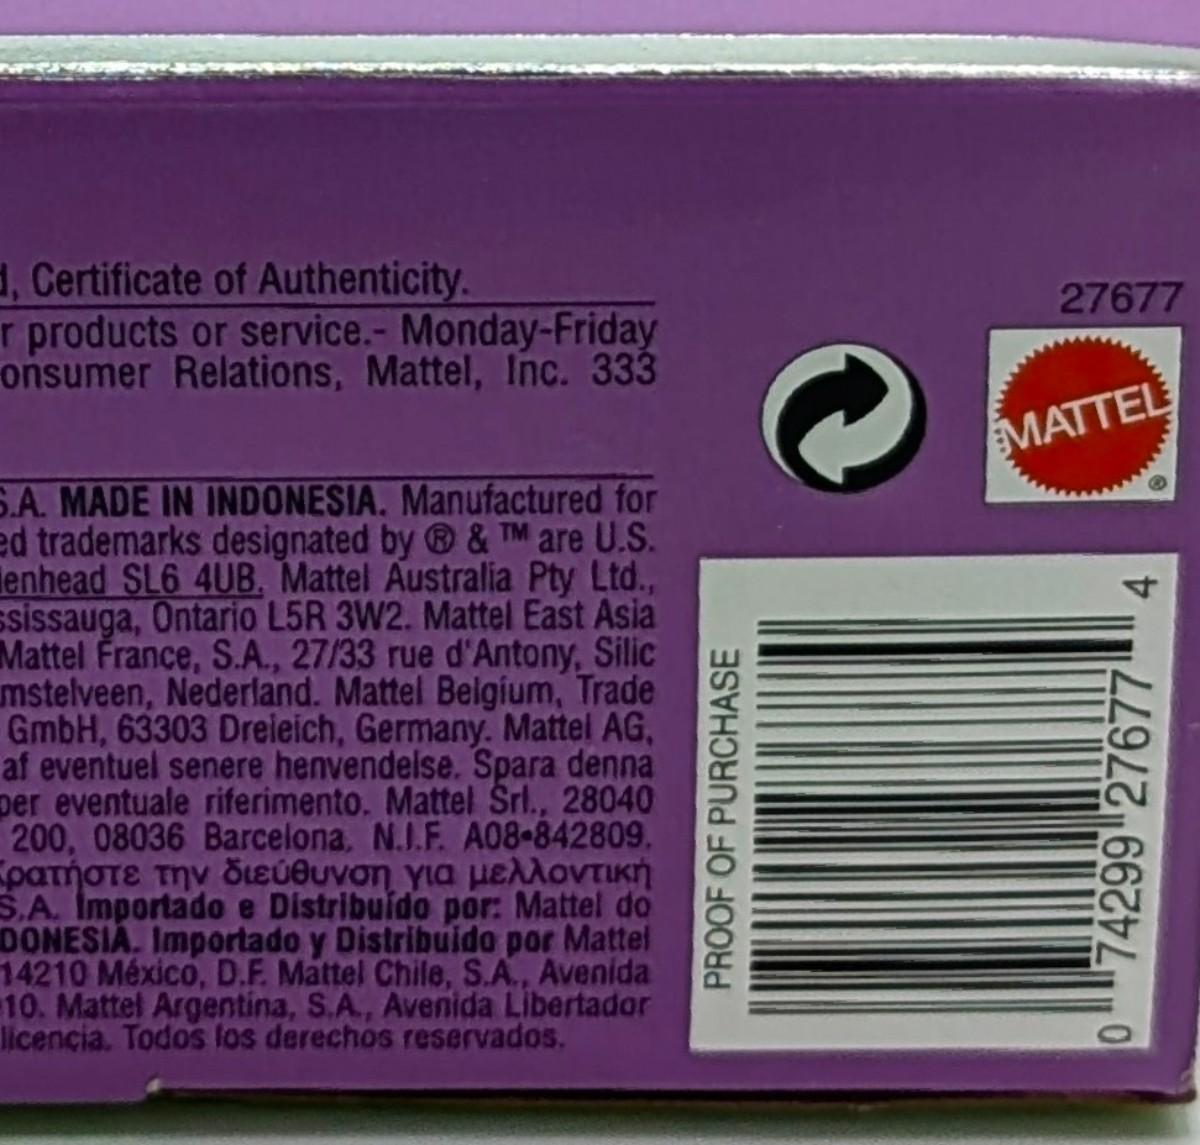 d, Certificate of Authenticity.
r products or service.- Monday-Friday
onsumer Relations, Mattel, Inc. 333
S.A. MADE IN INDONESIA. Manufactured for
ed trademarks designated by ® & ™ are U.S.
lenhead SL6 4UB. Mattel Australia Pty Ltd.,
ssissauga, Ontario L5R 3W2. Mattel East Asia
Mattel France, S.A., 27/33 rue d'Antony, Silic
mstelveen, Nederland. Mattel Belgium, Trade
GmbH, 63303 Dreieich, Germany. Mattel AG,
af eventuel senere henvendelse. Spara denna
per eventuale riferimento. Mattel Srl., 28040
200, 08036 Barcelona. N.I.F. A08-842809.
Κρατήστε την διεύθυνση για μελλοντική
S.A. Importado e Distribuído por: Mattel do
DONESIA. Importado y Distribuido por Mattel
14210 México, D.F. Mattel Chile, S.A., Avenida
10. Mattel Argentina, S.A., Avenida Libertador
licencia. Todos los derechos reservados.
27677
MATTEL
®
PROOF OF PURCHASE
0 74299 27677 4